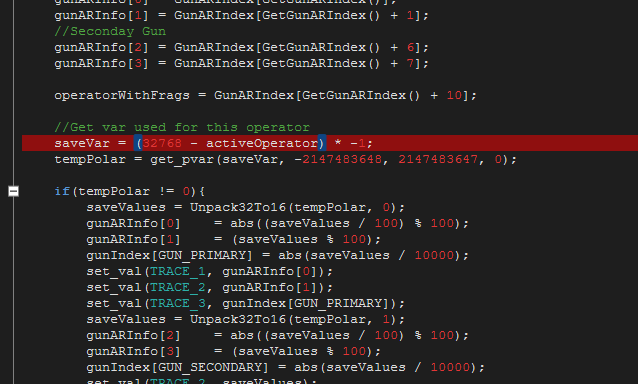 gunARInfo[0] = GunARIndex[GetGunARIndex()];
gunARInfo[1] = GunARIndex[GetGunARIndex() + 1];
//Seconday Gun
gunARInfo[2] = GunARIndex[GetGunARIndex() + 6];
gunARInfo[3] = GunARIndex[GetGunARIndex() + 7];
operatorWithFrags = GunARIndex[GetGunARIndex() + 10];
//Get var used for this operator
saveVar = (32768 - activeOperator) * -1;
tempPolar = get_pvar(saveVar, -2147483648, 2147483647, 0);
if(tempPolar != 0){
saveValues = Unpack32To16(tempPolar, 0);
gunARInfo[0] = abs((saveValues / 100) % 100);
gunARInfo[1] = (saveValues % 100);
gunIndex[GUN_PRIMARY] = abs(saveValues / 10000);
set_val(TRACE_1, gunARInfo[0]);
set_val(TRACE_2, gunARInfo[1]);
set_val(TRACE_3, gunIndex[GUN_PRIMARY]);
saveValues = Unpack32To16(tempPolar, 1);
gunARInfo[2] = abs((saveValues / 100) % 100);
gunARInfo[3] = (saveValues % 100);
gunIndex[GUN_SECONDARY] = abs(saveValues / 10000);
set_val(TRACE_2, saveValues);